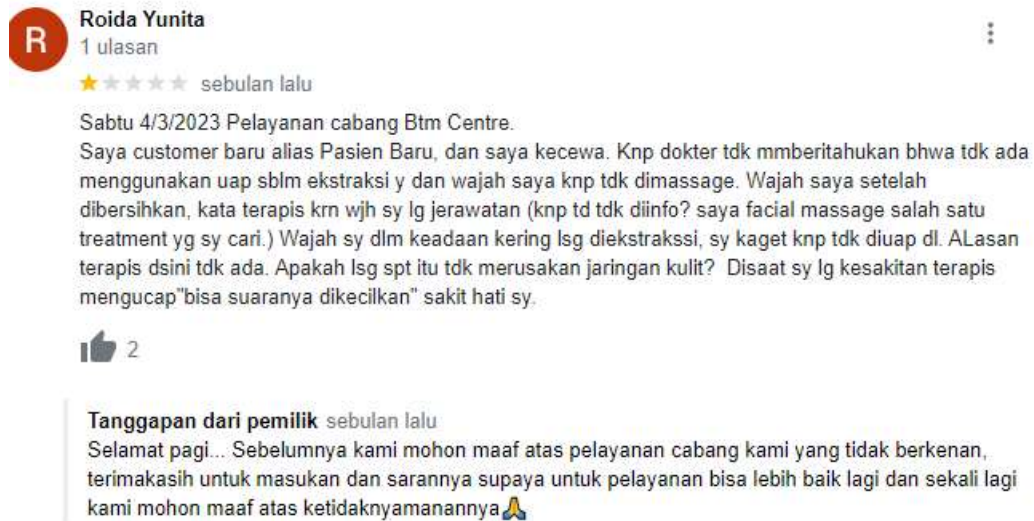 R
Roida Yunita
1 ulasan
sebulan lalu
Sabtu 4/3/2023 Pelayanan cabang Btm Centre.
Saya customer baru alias Pasien Baru, dan saya kecewa. Knp dokter tdk mmberitahukan bhwa tdk ada
menggunakan uap sblm ekstraksi y dan wajah saya knp tdk dimassage. Wajah saya setelah
dibersihkan, kata terapis krn wjh sy lg jerawatan (knp td tdk diinfo? saya facial massage salah satu
treatment yg sy cari.) Wajah sy dlm keadaan kering lsg diekstrakssi, sy kaget knp tdk diuap dl. ALasan
terapis dsini tdk ada. Apakah lsg spt itu tdk merusakan jaringan kulit?  Disaat sy lg kesakitan terapis
mengucap"bisa suaranya dikecilkan" sakit hati sy.
2
Tanggapan dari pemilik sebulan lalu
Selamat pagi... Sebelumnya kami mohon maaf atas pelayanan cabang kami yang tidak berkenan,
terimakasih untuk masukan dan sarannya supaya untuk pelayanan bisa lebih baik lagi dan sekali lagi
kami mohon maaf atas ketidaknyamanannya🙏